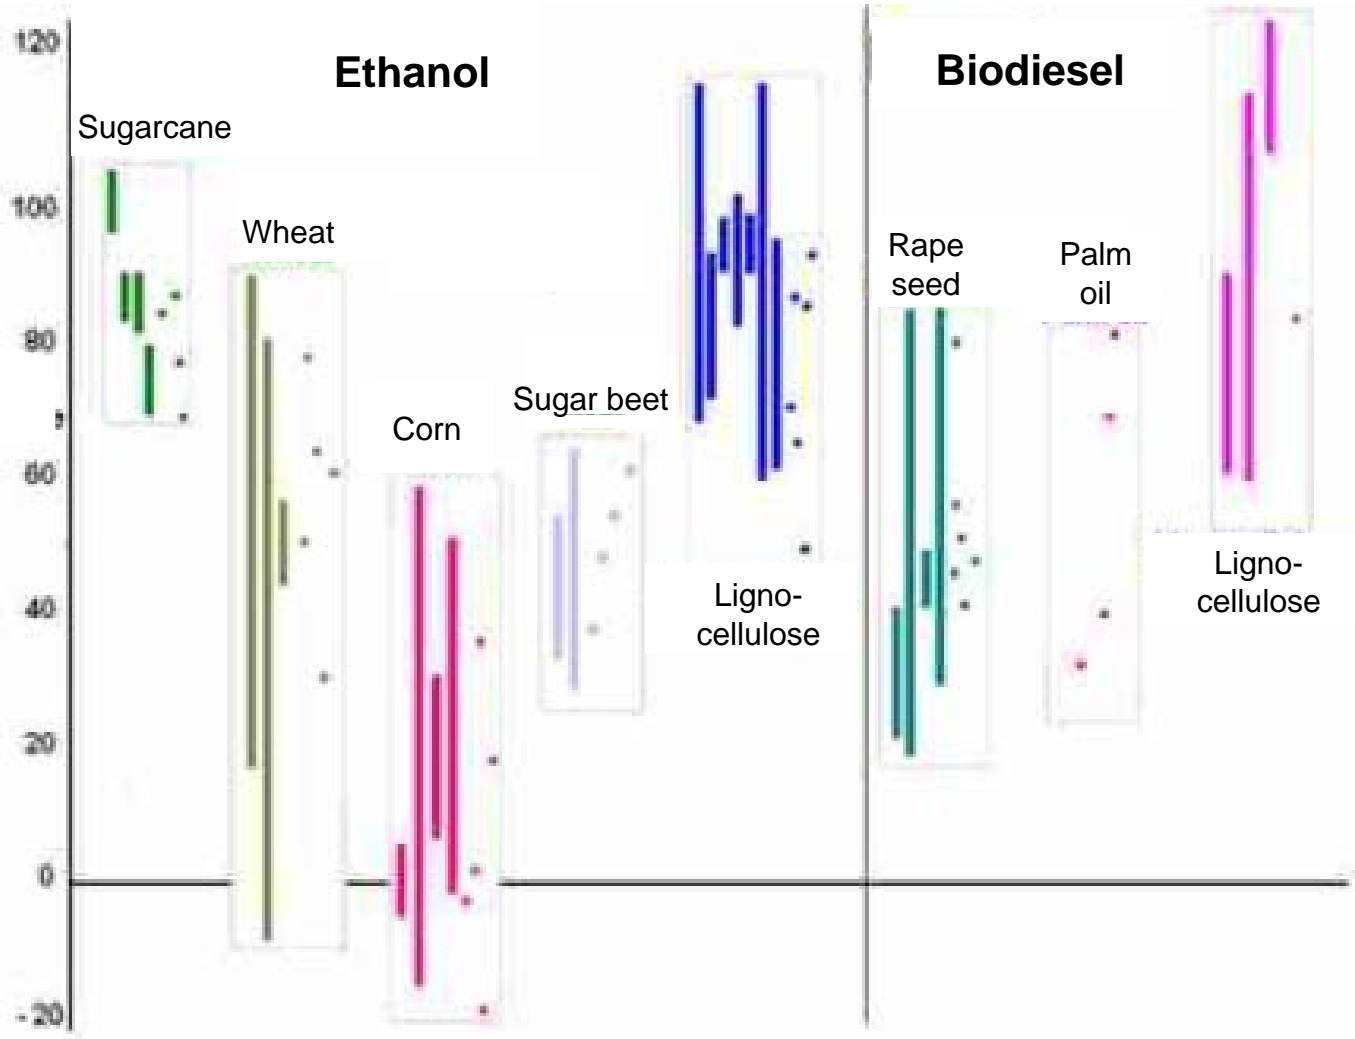 120
Ethanol
Biodiesel
Sugarcane
100
Wheat
Rape
seed
Palm
oil
80
Sugar beet
Corn
60
Ligno-
cellulose
Ligno-
cellulose
40
20
0
-20